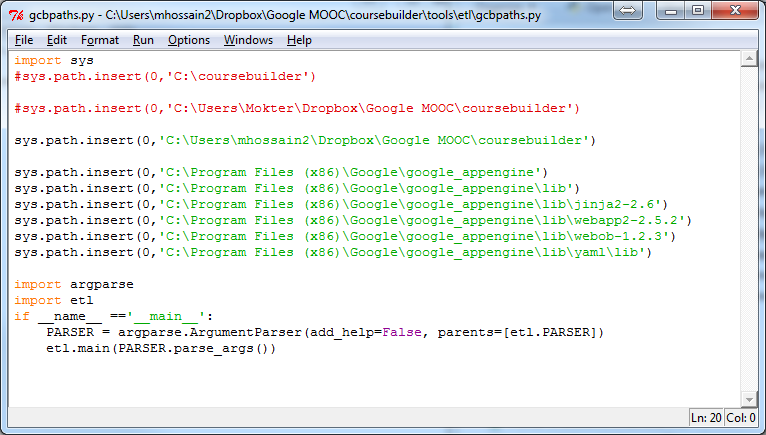 gcbpaths.py - C:\Users\mhossain2\Dropbox\Google MOOC\coursebuilder\tools\etl\gcbpaths.py
File Edit Format Run Options Windows Help
import sys
#sys.path.insert(0,'C:\coursebuilder')
#sys.path.insert(0,'C:\Users\Mokter\Dropbox\Google MOOC\coursebuilder')
sys.path.insert(0,'C:\Users\mhossain2\Dropbox\Google MOOC\coursebuilder')
sys.path.insert(0,'C:\Program Files (x86)\Google\google_appengine')
sys.path.insert(0,'C:\Program Files (x86)\Google\google_appengine\lib')
sys.path.insert(0,'C:\Program Files (x86)\Google\google_appengine\lib\jinja2-2.6')
sys.path.insert(0,'C:\Program Files (x86)\Google\google_appengine\lib\webapp2-2.5.2')
sys.path.insert(0,'C:\Program Files (x86)\Google\google_appengine\lib\webob-1.2.3')
sys.path.insert(0,'C:\Program Files (x86)\Google\google_appengine\lib\yaml\lib')
import argparse
import etl
if __name__ =='__main__':
    PARSER = argparse.ArgumentParser(add_help=False, parents=[etl.PARSER])
    etl.main(PARSER.parse_args())
Ln: 20 Col: 0